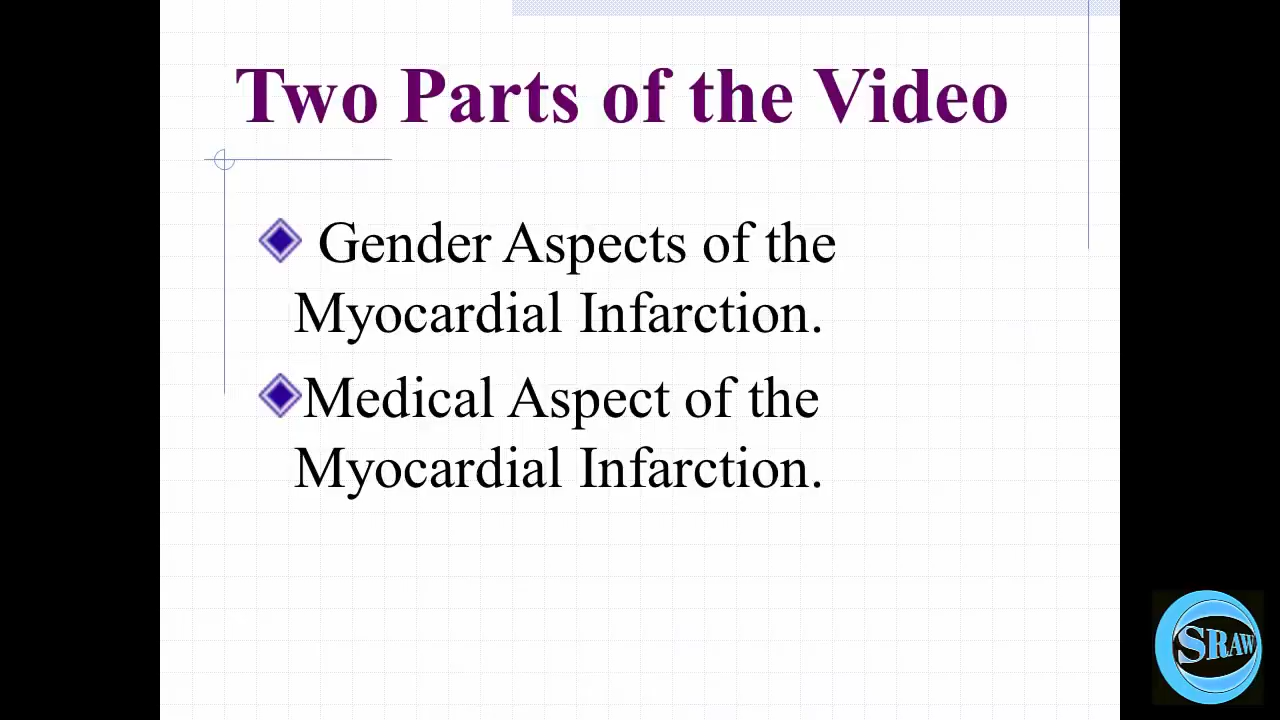 Two Parts of the Video
Gender Aspects of the
Myocardial Infarction.
Medical Aspect of the
Myocardial Infarction.
SRAW